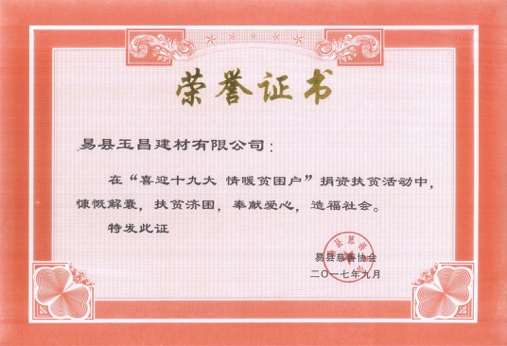 荣誉证书
易县玉昌建材有限公司：
在“喜迎十九大 情暖贫困户”捐资扶贫活动中，
慷慨解囊，扶贫济困，奉献爱心，造福社会。
特发此证
易县慈善协会
二〇一七年九月